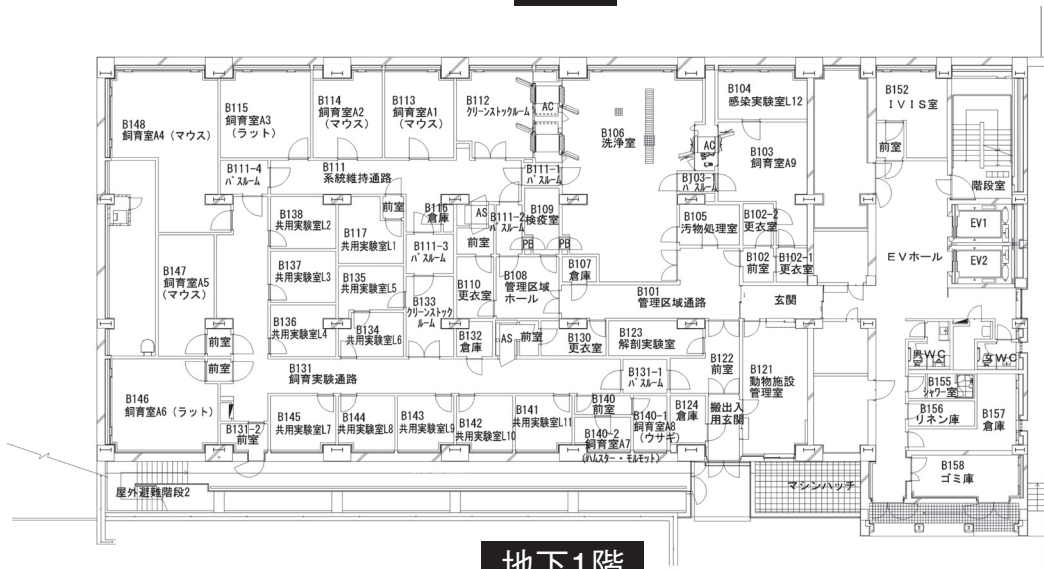 B148
飼育室A4（マウス）
B115
飼育室A3
（ラット）
B114
飼育室A2
（マウス）
B113
飼育室A1
（マウス）
B112
クリーンストックルーム
AC
B106
洗浄室
B104
感染実験室L12
AC
B103
飼育室A9
B152
ＩＶＩＳ室
前室
階段室
B111-4
パスルーム
B111
系統維持通路
B111-1
パスルーム
B103-1
パスルーム
B138
共用実験室L2
前室
B117
共用実験室L1
B116
倉庫
AS
B111-2
パスルーム
B109
検疫室
前室
B105
汚物処理室
B102-2
更衣室
EV1
EV2
ＥＶホール
B111-3
パスルーム
PB
PB
B147
飼育室A5
（マウス）
B137
共用実験室L3
B135
共用実験室L5
B110
更衣室
B108
管理区域
ホール
B107
倉庫
B102
前室
B102-1
更衣室
B101
管理区域通路
玄関
B133
クリーンストック
ルーム
B136
共用実験室L4
B134
共用実験室L6
B132
倉庫
AS
前室
B130
更衣室
B123
解剖実験室
前室
前室
B131
飼育実験通路
B131-1
パスルーム
B122
前室
B121
動物施設
管理室
男WC
女WC
B155
シャワー室
B156
リネン庫
B157
倉庫
B146
飼育室A6（ラット）
B131-2
前室
B145
共用実験室L7
B144
共用実験室L8
B143
共用実験室L9
B142
共用実験室L10
B141
共用実験室L11
B140
前室
B140-1
飼育室A8
（ウサギ）
B140-2
飼育室A7
（ハムスター・モルモット）
B124
倉庫
搬出入
用玄関
B158
ゴミ庫
屋外避難階段2
マシンハッチ
地下1階